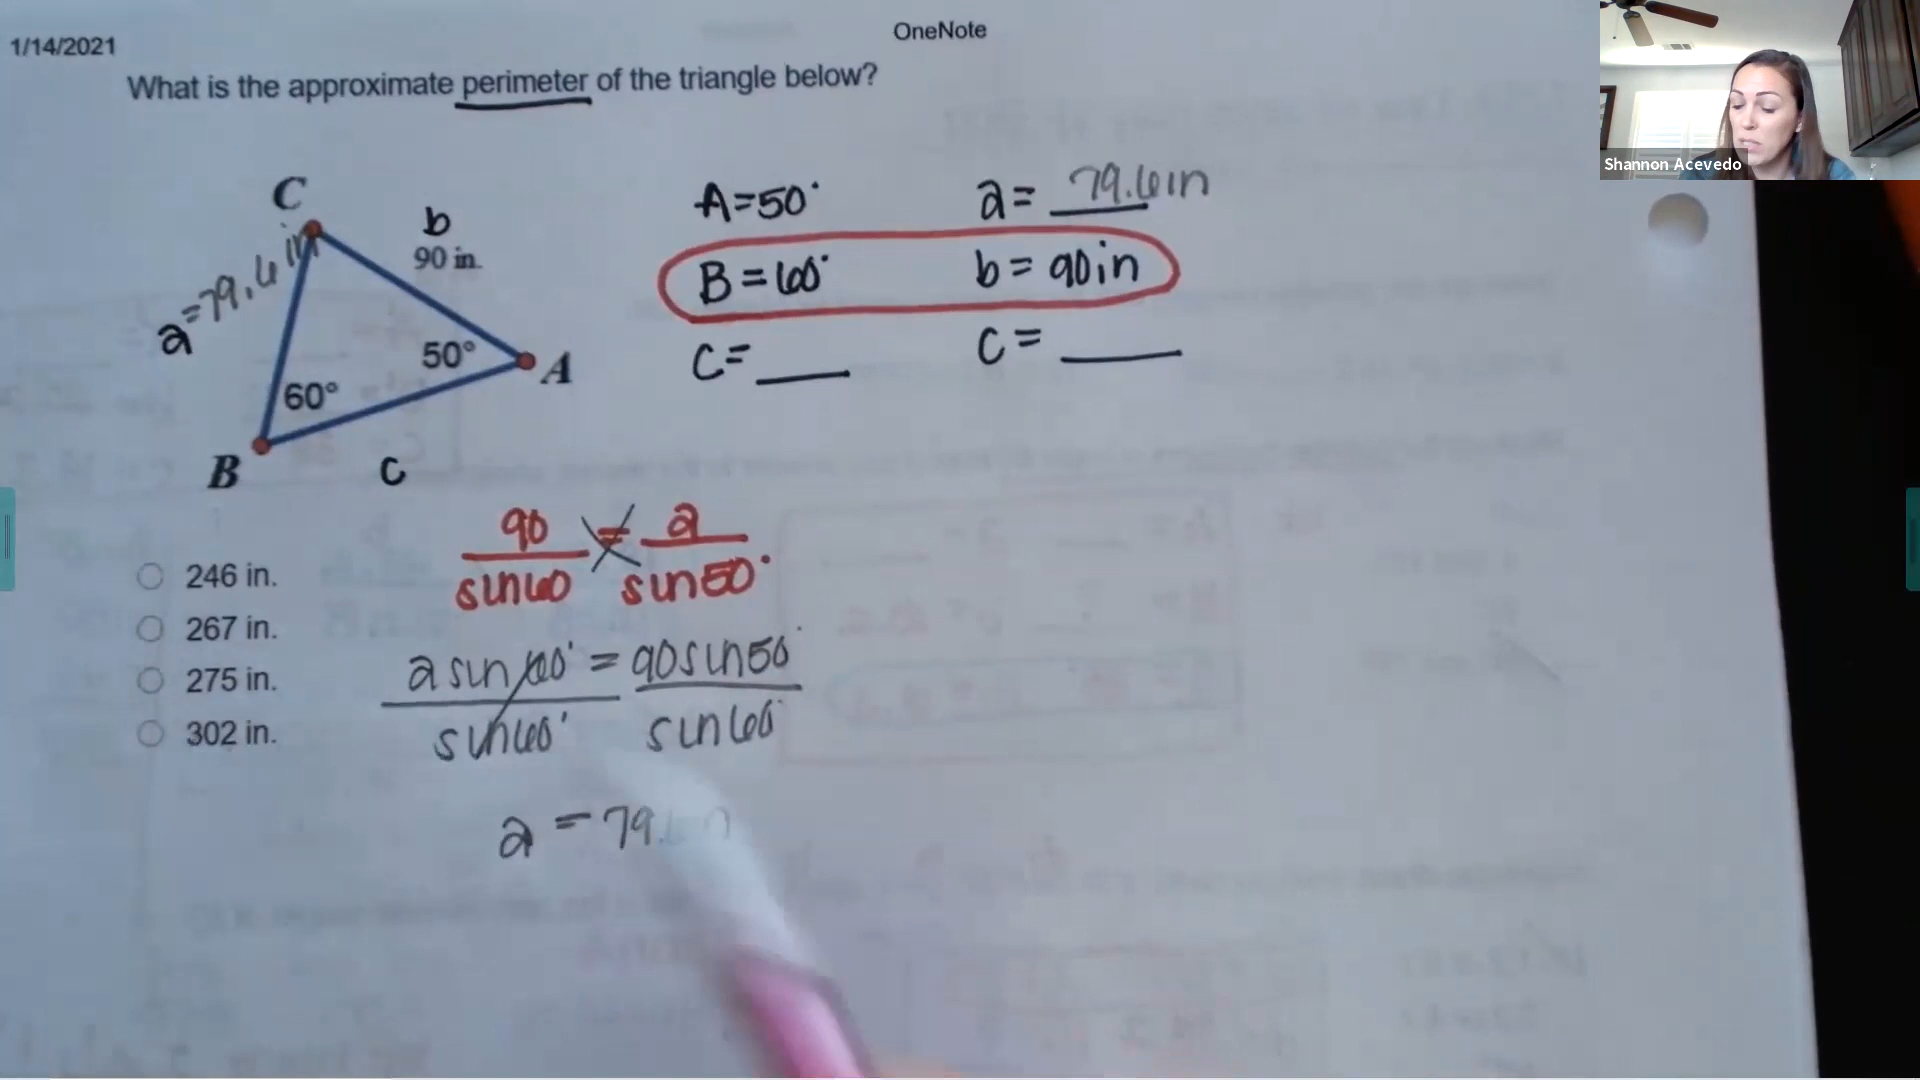 OneNote
1/14/2021
Shannon Acevedo
What is the approximate perimeter of the triangle below?
C
b
90 in.
a=79.6in
50°
A
60°
B
c
A=50° a= 79.6in
B=60° b= 90in
C= ___ c= ___
90/sin60 = a/sin50°
a sin60° = 90sin50°
sin60° sin60°
a = 79.
246 in.
267 in.
275 in.
302 in.